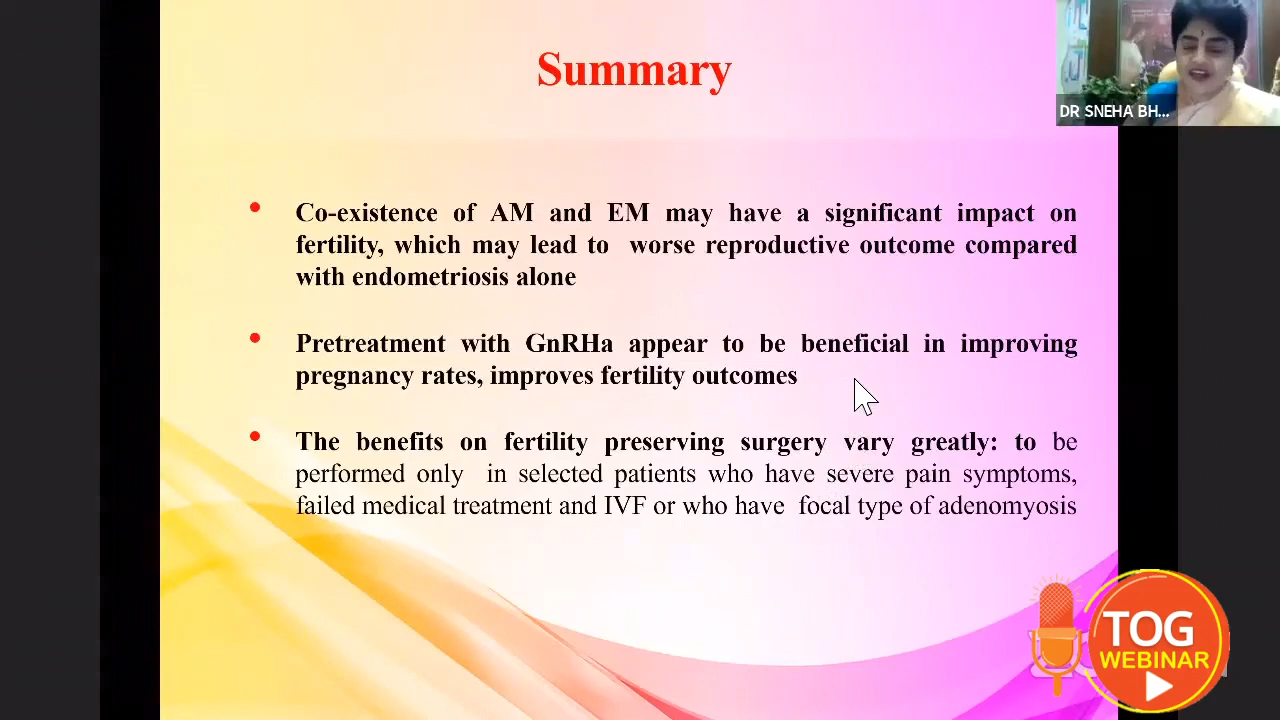 Summary
DR SNEHA BH...
• Co-existence of AM and EM may have a significant impact on
fertility, which may lead to worse reproductive outcome compared
with endometriosis alone
• Pretreatment with GnRHa appear to be beneficial in improving
pregnancy rates, improves fertility outcomes
• The benefits on fertility preserving surgery vary greatly: to be
performed only in selected patients who have severe pain symptoms,
failed medical treatment and IVF or who have focal type of adenomyosis
TOG
WEBINAR